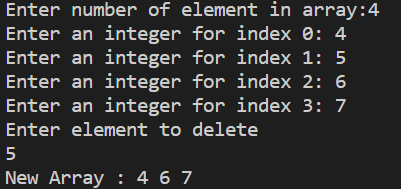 Enter number of element in array:4
Enter an integer for index 0: 4
Enter an integer for index 1: 5
Enter an integer for index 2: 6
Enter an integer for index 3: 7
Enter element to delete
5
New Array : 4 6 7